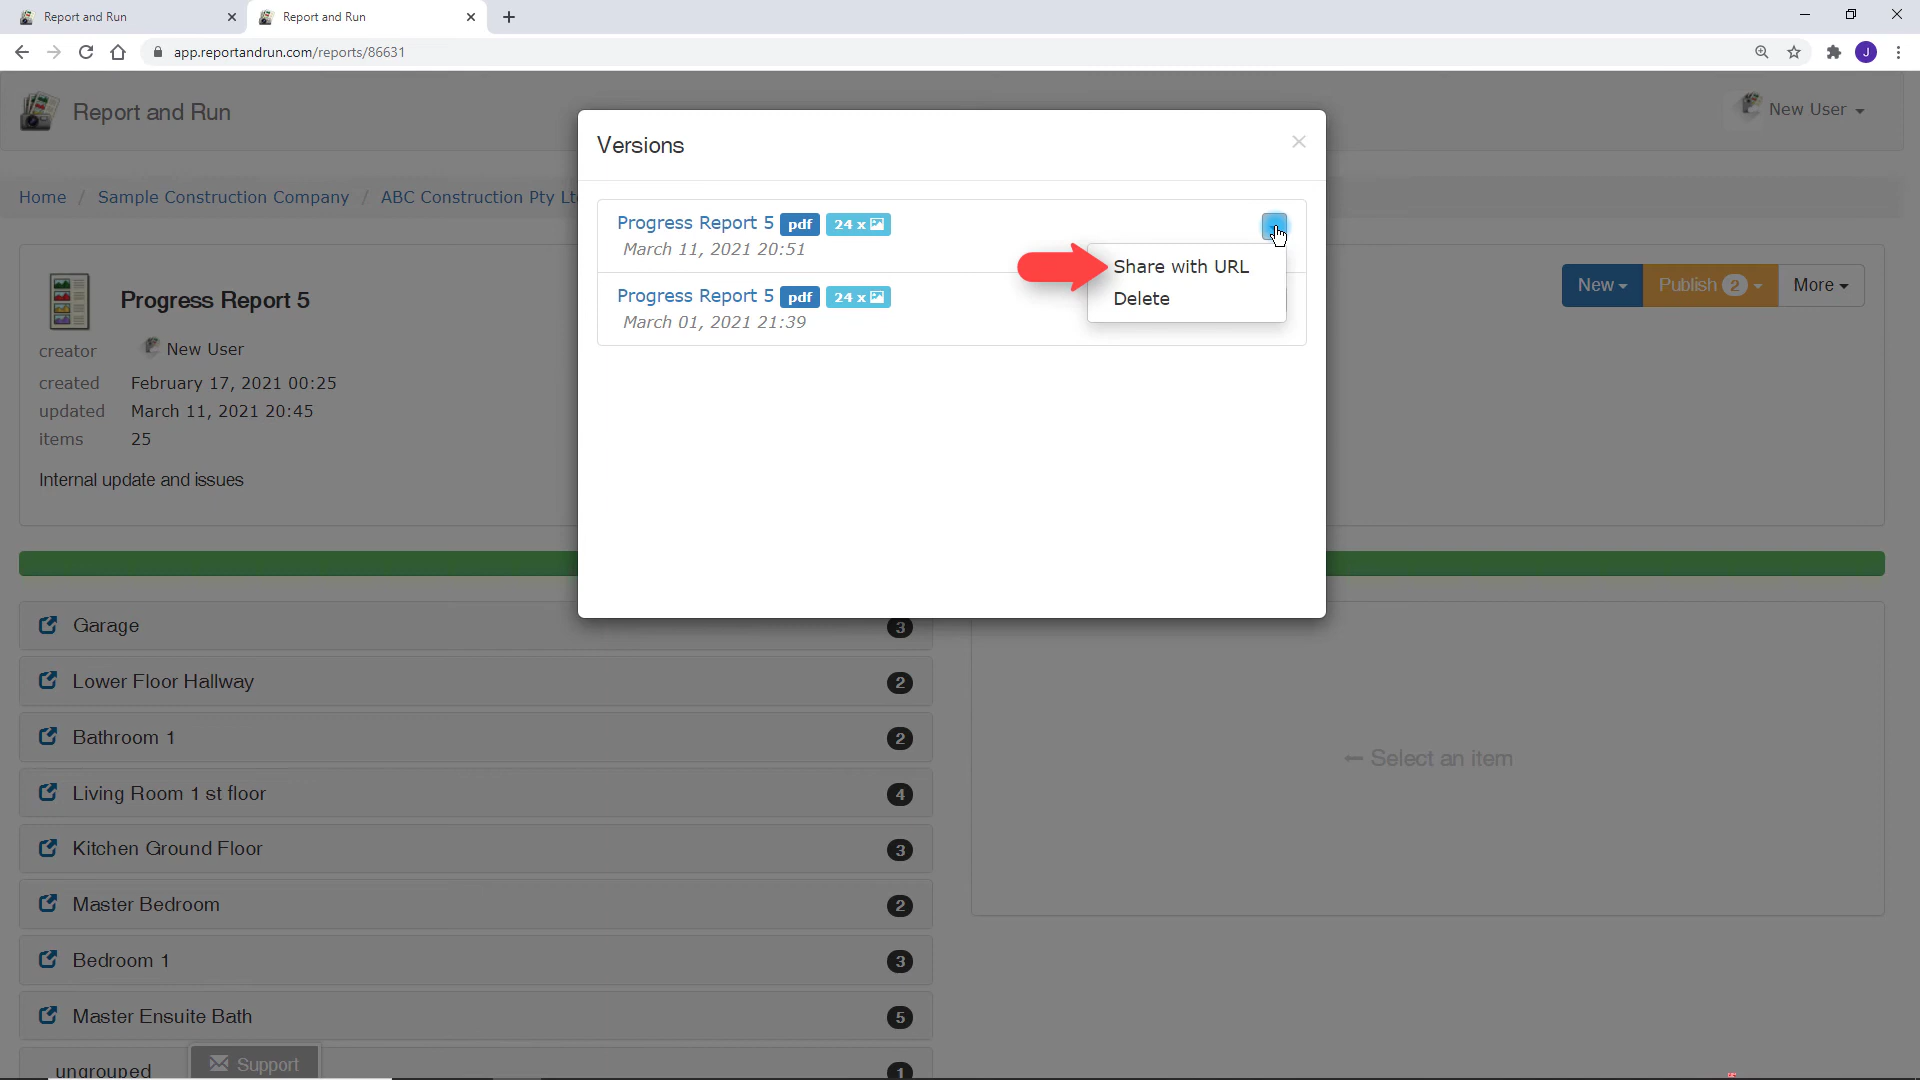 Report and Run
Report and Run
app.reportandrun.com/reports/86631
J
Report and Run
New User
Home / Sample Construction Company / ABC Construction Pty Lt
Versions
Progress Report 5 pdf 24 x
March 11, 2021 20:51
Share with URL
Delete
Progress Report 5 pdf 24 x
March 01, 2021 21:39
Progress Report 5
New
Publish 2
More
creator New User
created February 17, 2021 00:25
updated March 11, 2021 20:45
items 25
Internal update and issues
Garage 3
Lower Floor Hallway 2
Bathroom 1 2
Living Room 1 st floor 4
Kitchen Ground Floor 3
Master Bedroom 2
Bedroom 1 3
Master Ensuite Bath 5
ungrouped 1
Select an item
Support